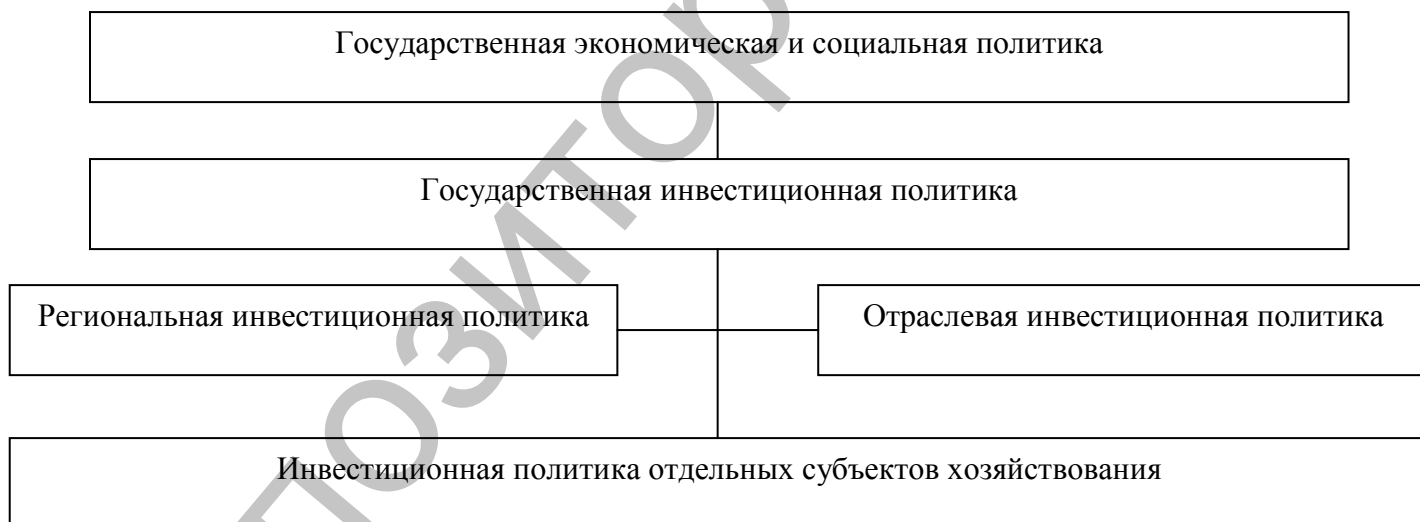 Государственная экономическая и социальная политика
Государственная инвестиционная политика
Региональная инвестиционная политика
Отраслевая инвестиционная политика
Инвестиционная политика отдельных субъектов хозяйствования